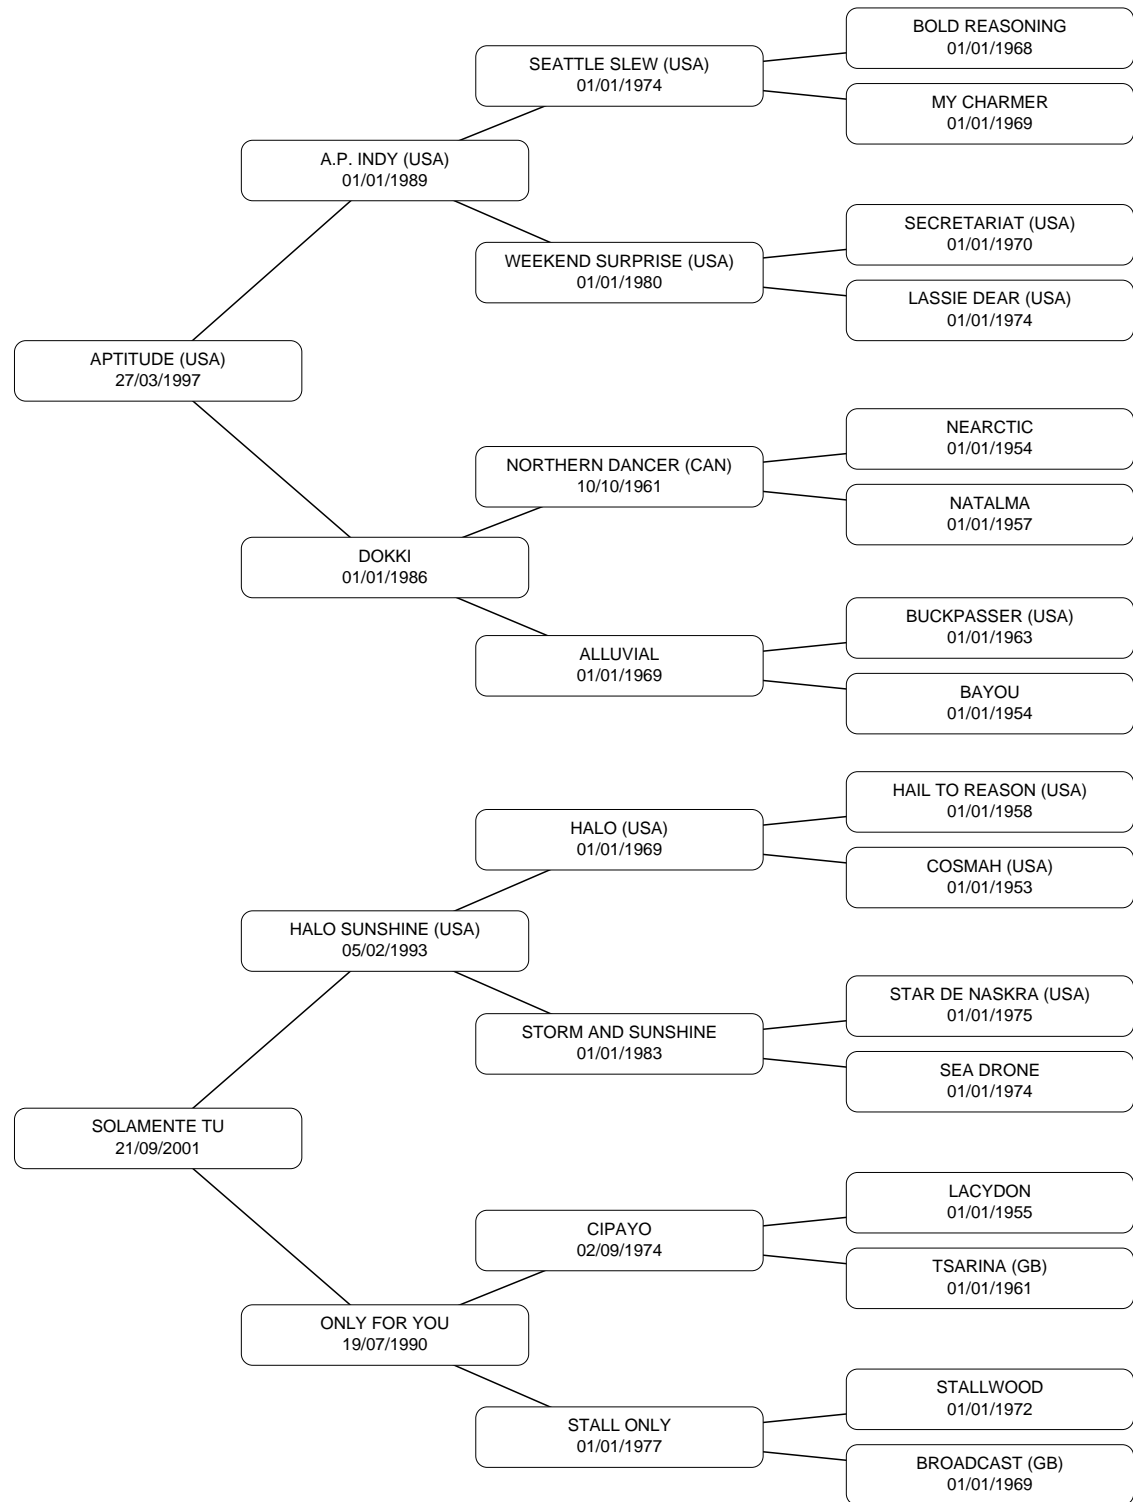 BOLD REASONING
01/01/1968
SEATTLE SLEW (USA)
01/01/1974
MY CHARMER
01/01/1969
A.P. INDY (USA)
01/01/1989
SECRETARIAT (USA)
01/01/1970
WEEKEND SURPRISE (USA)
01/01/1980
LASSIE DEAR (USA)
01/01/1974
APTITUDE (USA)
27/03/1997
NEARCTIC
01/01/1954
NORTHERN DANCER (CAN)
10/10/1961
NATALMA
01/01/1957
DOKKI
01/01/1986
BUCKPASSER (USA)
01/01/1963
ALLUVIAL
01/01/1969
BAYOU
01/01/1954
HAIL TO REASON (USA)
01/01/1958
HALO (USA)
01/01/1969
COSMAH (USA)
01/01/1953
HALO SUNSHINE (USA)
05/02/1993
STAR DE NASKRA (USA)
01/01/1975
STORM AND SUNSHINE
01/01/1983
SEA DRONE
01/01/1974
SOLAMENTE TU
21/09/2001
LACYDON
01/01/1955
CIPAYO
02/09/1974
TSARINA (GB)
01/01/1961
ONLY FOR YOU
19/07/1990
STALLWOOD
01/01/1972
STALL ONLY
01/01/1977
BROADCAST (GB)
01/01/1969